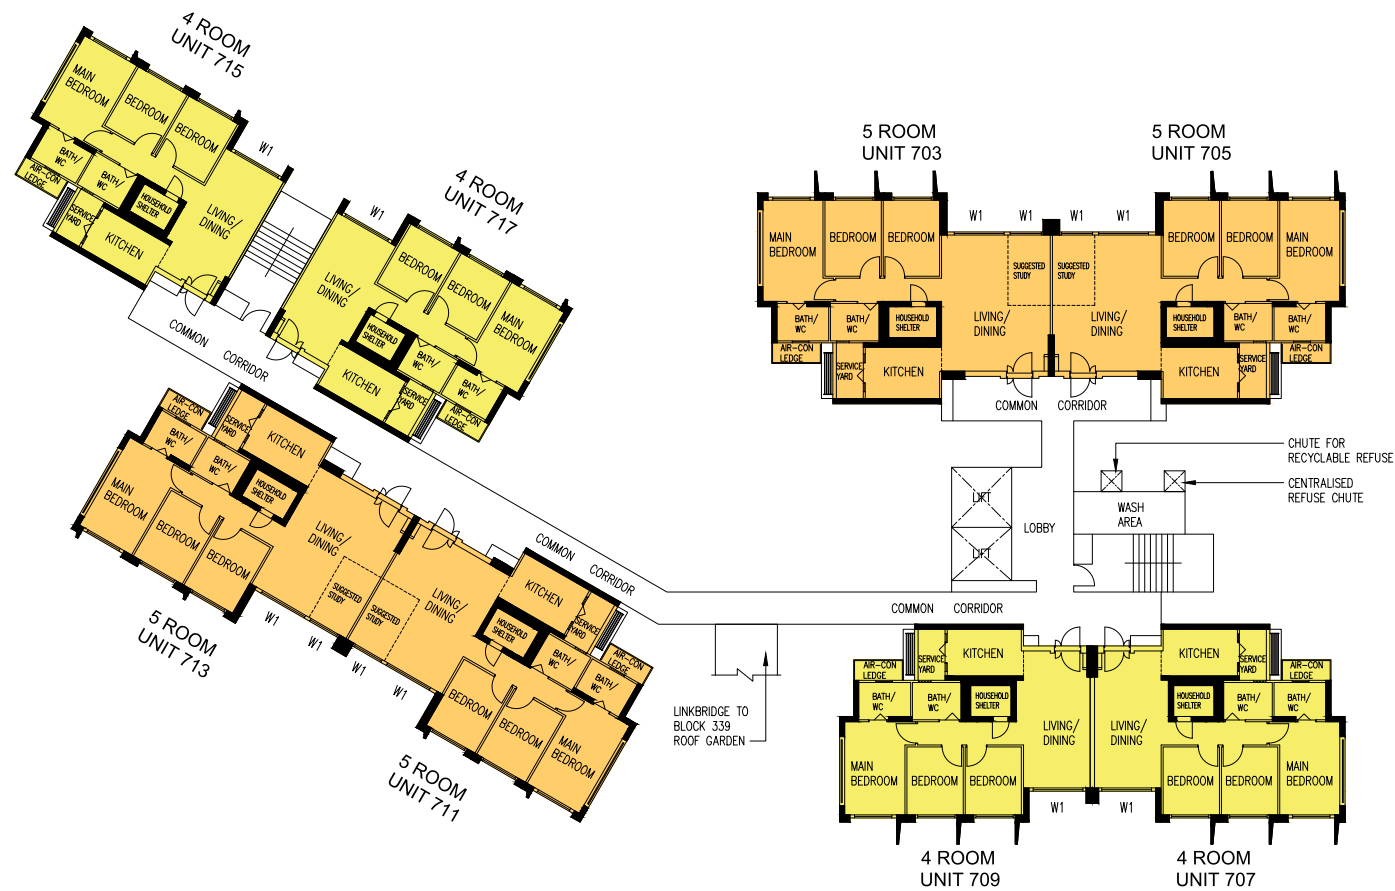 4 ROOM
UNIT 715
MAIN
BEDROOM
BEDROOM
BEDROOM
W1
BATH/
WC
BATH/
WC
AIR-CON
LEDGE
HOUSEHOLD
SHELTER
SERVICE
YARD
KITCHEN
LIVING/
DINING
4 ROOM
UNIT 717
W1
BEDROOM
BEDROOM
MAIN
BEDROOM
LIVING/
DINING
HOUSEHOLD
SHELTER
BATH/
WC
BATH/
WC
KITCHEN
SERVICE
YARD
AIR-CON
LEDGE
COMMON
CORRIDOR
5 ROOM
UNIT 703
W1
W1
MAIN
BEDROOM
BEDROOM
BEDROOM
SUGGESTED
STUDY
BATH/
WC
BATH/
WC
HOUSEHOLD
SHELTER
LIVING/
DINING
AIR-CON
LEDGE
SERVICE
YARD
KITCHEN
5 ROOM
UNIT 705
W1
W1
BEDROOM
BEDROOM
MAIN
BEDROOM
SUGGESTED
STUDY
LIVING/
DINING
HOUSEHOLD
SHELTER
BATH/
WC
BATH/
WC
KITCHEN
SERVICE
YARD
AIR-CON
LEDGE
COMMON
CORRIDOR
CHUTE FOR
RECYCLABLE REFUSE
CENTRALISED
REFUSE CHUTE
LIFT
LIFT
LOBBY
WASH
AREA
AIR-CON
LEDGE
SERVICE
YARD
KITCHEN
BATH/
WC
BATH/
WC
HOUSEHOLD
SHELTER
MAIN
BEDROOM
BEDROOM
BEDROOM
LIVING/
DINING
SUGGESTED
STUDY
W1
W1
5 ROOM
UNIT 713
COMMON
CORRIDOR
SUGGESTED
STUDY
LIVING/
DINING
KITCHEN
HOUSEHOLD
SHELTER
SERVICE
YARD
BATH/
WC
BATH/
WC
AIR-CON
LEDGE
BEDROOM
BEDROOM
MAIN
BEDROOM
W1
W1
5 ROOM
UNIT 711
COMMON
CORRIDOR
LINKBRIDGE TO
BLOCK 339
ROOF GARDEN
AIR-CON
LEDGE
SERVICE
YARD
KITCHEN
BATH/
WC
BATH/
WC
HOUSEHOLD
SHELTER
LIVING/
DINING
MAIN
BEDROOM
BEDROOM
BEDROOM
W1
4 ROOM
UNIT 709
KITCHEN
SERVICE
YARD
AIR-CON
LEDGE
HOUSEHOLD
SHELTER
BATH/
WC
BATH/
WC
LIVING/
DINING
BEDROOM
BEDROOM
MAIN
BEDROOM
W1
4 ROOM
UNIT 707